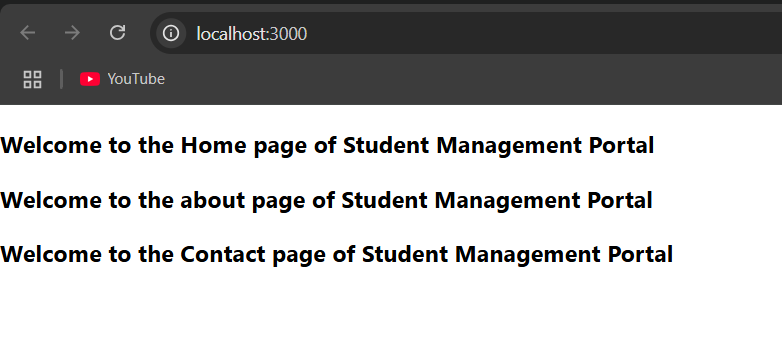 localhost:3000
YouTube
Welcome to the Home page of Student Management Portal
Welcome to the about page of Student Management Portal
Welcome to the Contact page of Student Management Portal